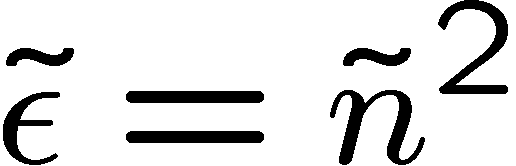 ϵ̃ = ñ²